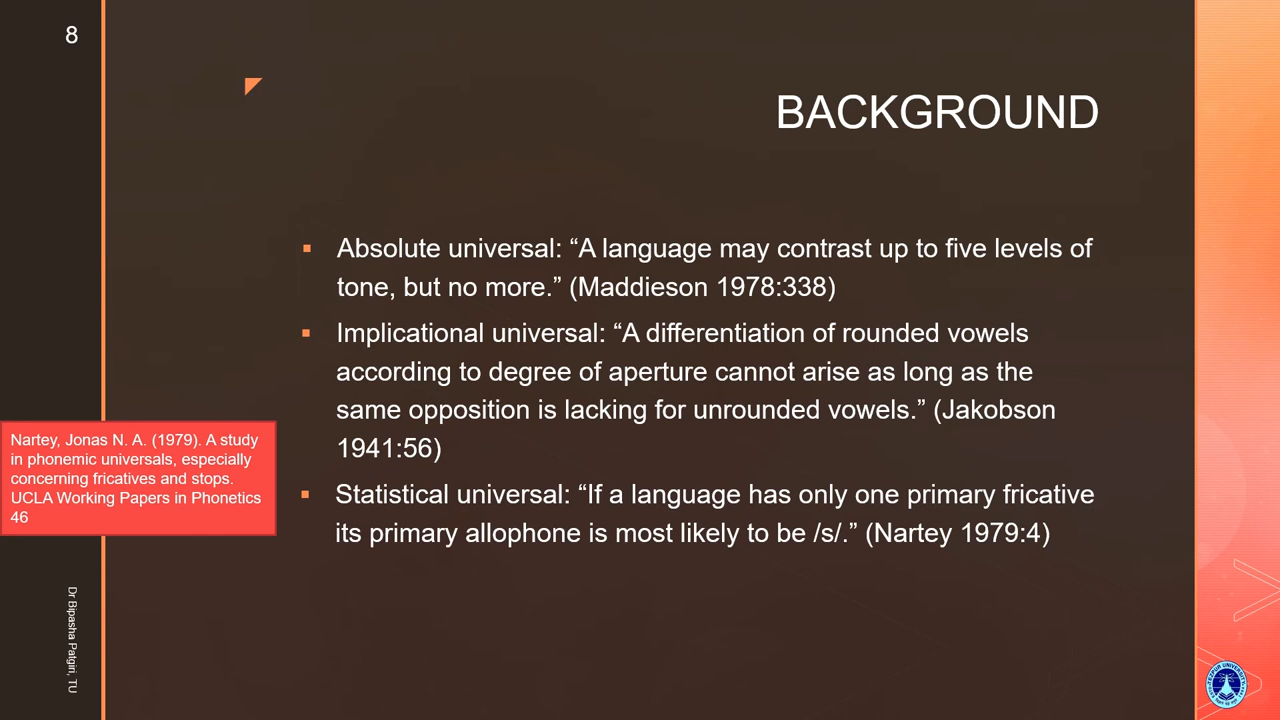 8
BACKGROUND
▪ Absolute universal: “A language may contrast up to five levels of
tone, but no more.” (Maddieson 1978:338)
▪ Implicational universal: “A differentiation of rounded vowels
according to degree of aperture cannot arise as long as the
same opposition is lacking for unrounded vowels.” (Jakobson
1941:56)
▪ Statistical universal: “If a language has only one primary fricative
its primary allophone is most likely to be /s/.” (Nartey 1979:4)
Nartey, Jonas N. A. (1979). A study
in phonemic universals, especially
concerning fricatives and stops.
UCLA Working Papers in Phonetics
46
Dr Bipasha Patgiri, TU
TEZPUR UNIVERSITY